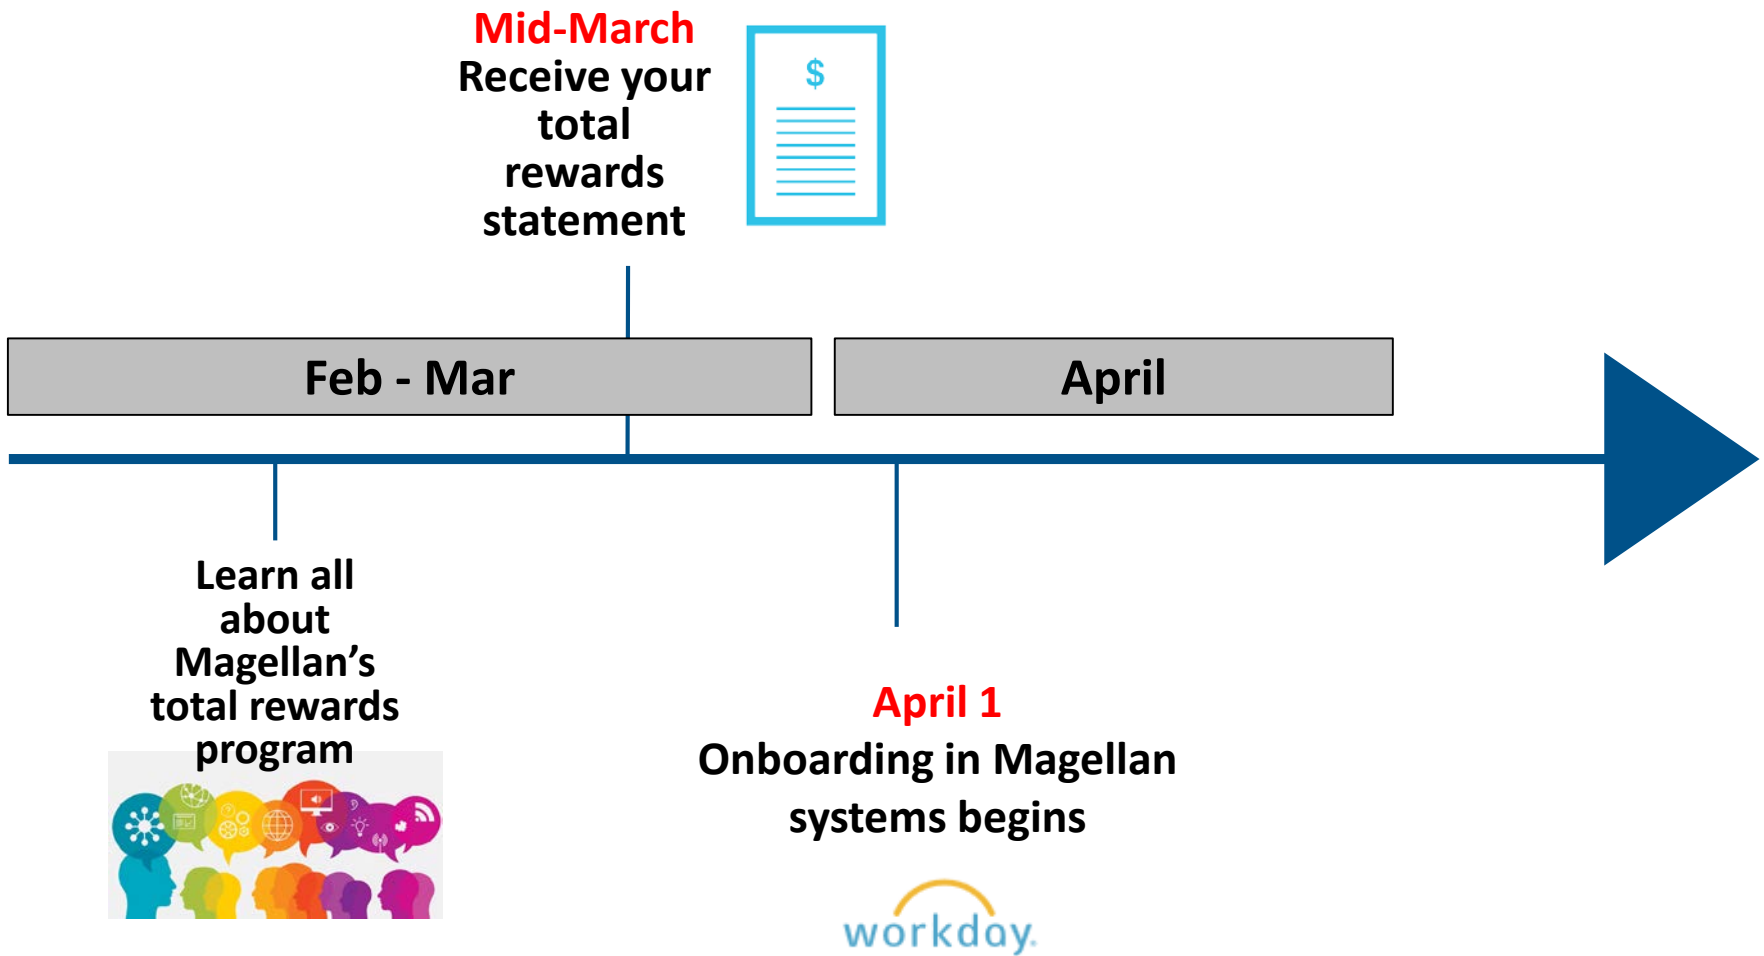 Mid-March
Receive your
total
rewards
statement
$
Feb - Mar
April
Learn all
about
Magellan’s
total rewards
program
April 1
Onboarding in Magellan
systems begins
workday.